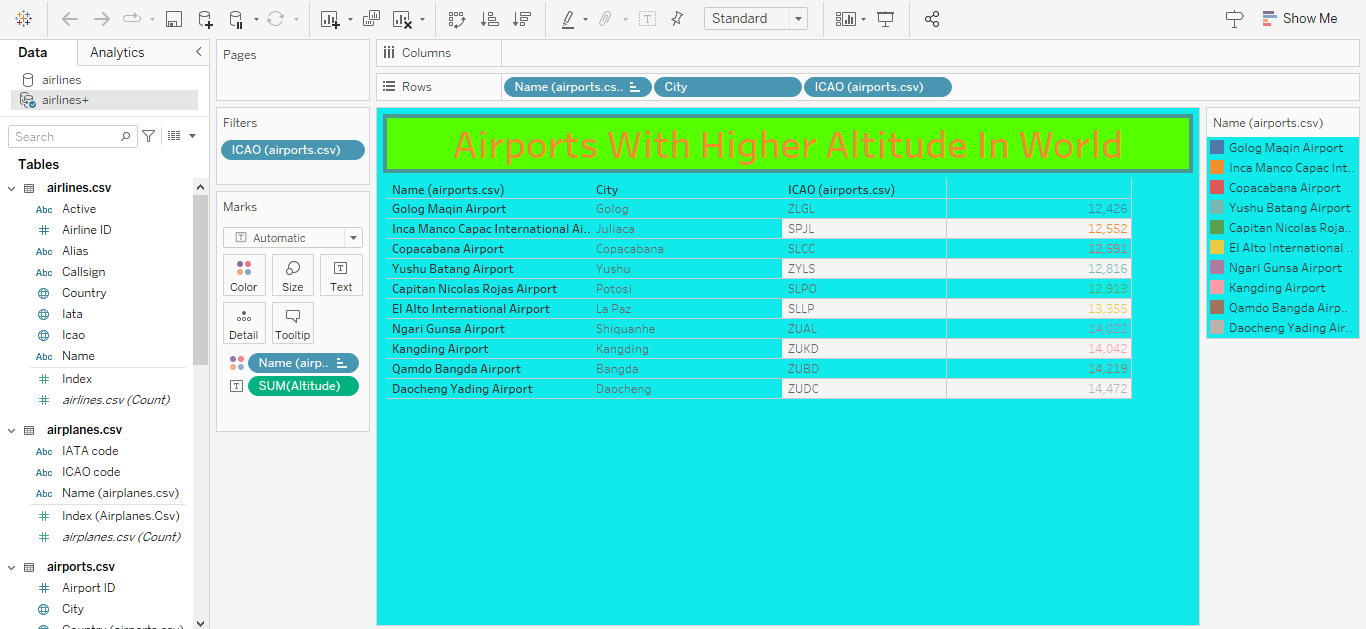 Standard
Show Me
Data
Analytics
airlines
airlines+
Search
Tables
airlines.csv
Abc Active
Airline ID
Abc Alias
Abc Callsign
Country
Iata
Icao
Abc Name
Index
airlines.csv (Count)
airplanes.csv
Abc IATA code
Abc ICAO code
Abc Name (airplanes.csv)
Index (Airplanes.Csv)
airplanes.csv (Count)
airports.csv
Airport ID
City
Country (airports.csv)
Pages
Filters
ICAO (airports.csv)
Marks
T Automatic
Color
Size
T Text
Detail
Tooltip
Name (airp..
T SUM(Altitude)
Columns
Rows
Name (airports.cs..
City
ICAO (airports.csv)
Airports With Higher Altitude In World
Name (airports.csv) City ICAO (airports.csv)
Golog Maqin Airport Golog ZLGL 12,426
Inca Manco Capac International Ai.. Juliaca SPJL 12,552
Copacabana Airport Copacabana SLCC 12,591
Yushu Batang Airport Yushu ZYLS 12,816
Capitan Nicolas Rojas Airport Potosi SLPO 12,913
El Alto International Airport La Paz SLLP 13,355
Ngari Gunsa Airport Shiquanhe ZUAL 14,022
Kangding Airport Kangding ZUKD 14,042
Qamdo Bangda Airport Bangda ZUBD 14,219
Daocheng Yading Airport Daocheng ZUDC 14,472
Name (airports.csv)
Golog Maqin Airport
Inca Manco Capac Int..
Copacabana Airport
Yushu Batang Airport
Capitan Nicolas Roja..
El Alto International ..
Ngari Gunsa Airport
Kangding Airport
Qamdo Bangda Airp..
Daocheng Yading Air..